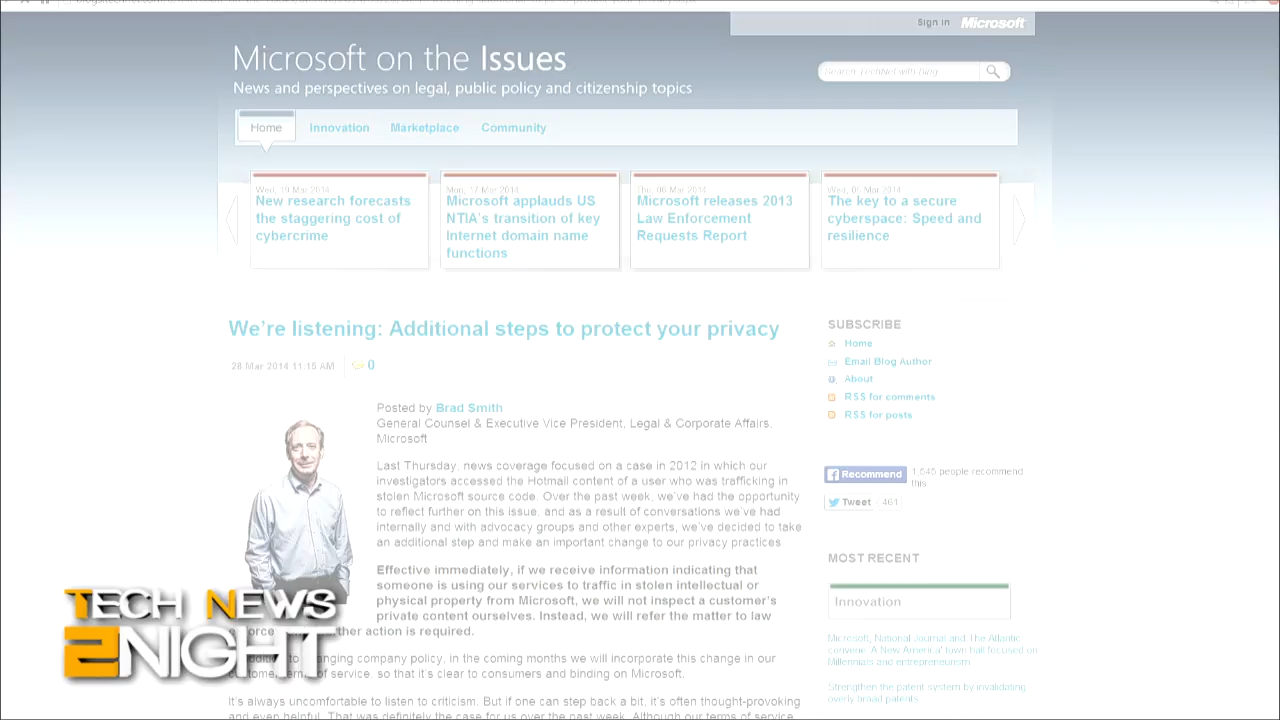 Sign In Microsoft
Microsoft on the Issues
News and perspectives on legal, public policy and citizenship topics
Search TechNet with Bing
Home Innovation Marketplace Community
Wed, 19 Mar 2014
New research forecasts
the staggering cost of
cybercrime
Mon, 17 Mar 2014
Microsoft applauds US
NTIA's transition of key
Internet domain name
functions
Thu, 06 Mar 2014
Microsoft releases 2013
Law Enforcement
Requests Report
Wed, 05 Mar 2014
The key to a secure
cyberspace: Speed and
resilience
We're listening: Additional steps to protect your privacy
28 Mar 2014 11:15 AM 0
Posted by Brad Smith
General Counsel & Executive Vice President, Legal & Corporate Affairs,
Microsoft
Last Thursday, news coverage focused on a case in 2012 in which our
investigators accessed the Hotmail content of a user who was trafficking in
stolen Microsoft source code. Over the past week, we've had the opportunity
to reflect further on this issue, and as a result of conversations we've had
internally and with advocacy groups and other experts, we've decided to take
an additional step and make an important change to our privacy practices
Effective immediately, if we receive information indicating that
someone is using our services to traffic in stolen intellectual or
physical property from Microsoft, we will not inspect a customer's
private content ourselves. Instead, we will refer the matter to law
action is required.
company policy, in the coming months we will incorporate this change in our
of service, so that it's clear to consumers and binding on Microsoft.
It's always uncomfortable to listen to criticism. But if one can step back a bit, it's often thought-provoking
and even helpful. That was definitely the case for us over the past week. Although our terms of service
SUBSCRIBE
Home
Email Blog Author
About
RSS for comments
RSS for posts
Recommend 1,545 people recommend
this
Tweet 461
MOST RECENT
Innovation
Microsoft, National Journal and The Atlantic
convene 'A New America' town hall focused on
Millennials and entrepreneurism
Strengthen the patent system by invalidating
overly broad patents
TECH NEWS
2NIGHT